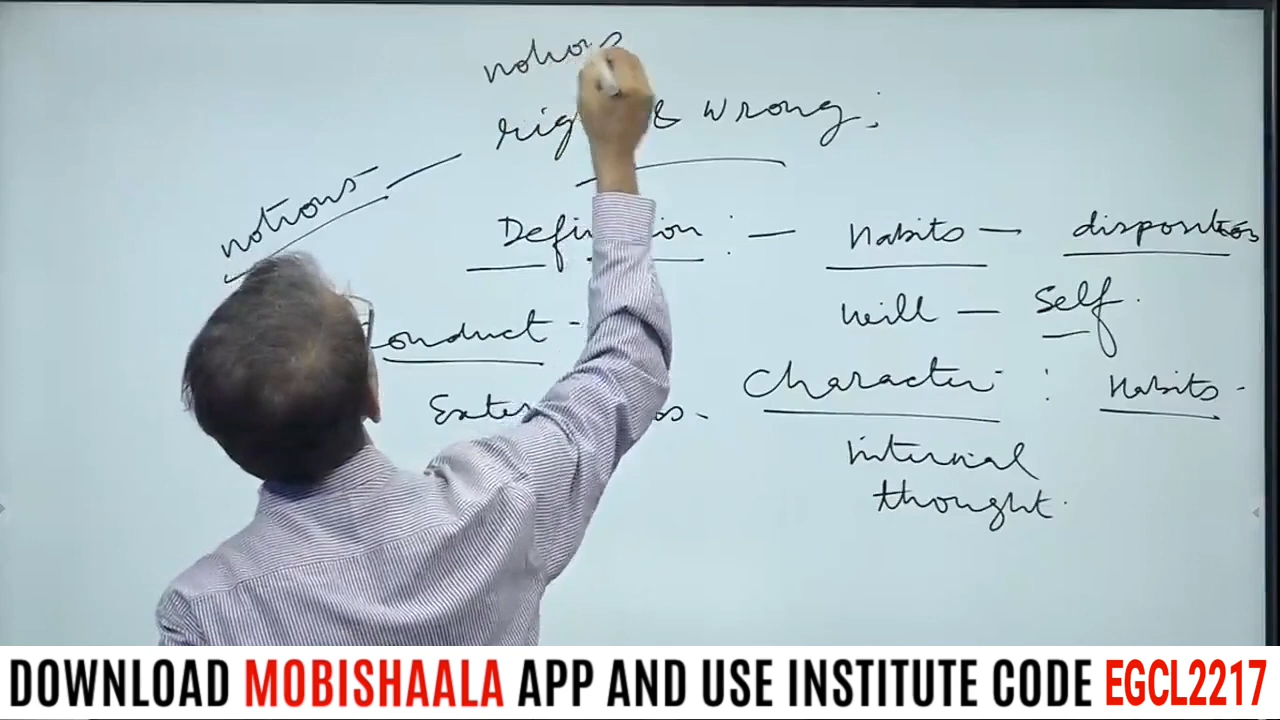 notions
right & wrong;
notions —
Definition : — Habits — dispositions
Conduct - will — Self.
Character : Habits -
internal
thought.
DOWNLOAD MOBISHAALA APP AND USE INSTITUTE CODE EGCL2217